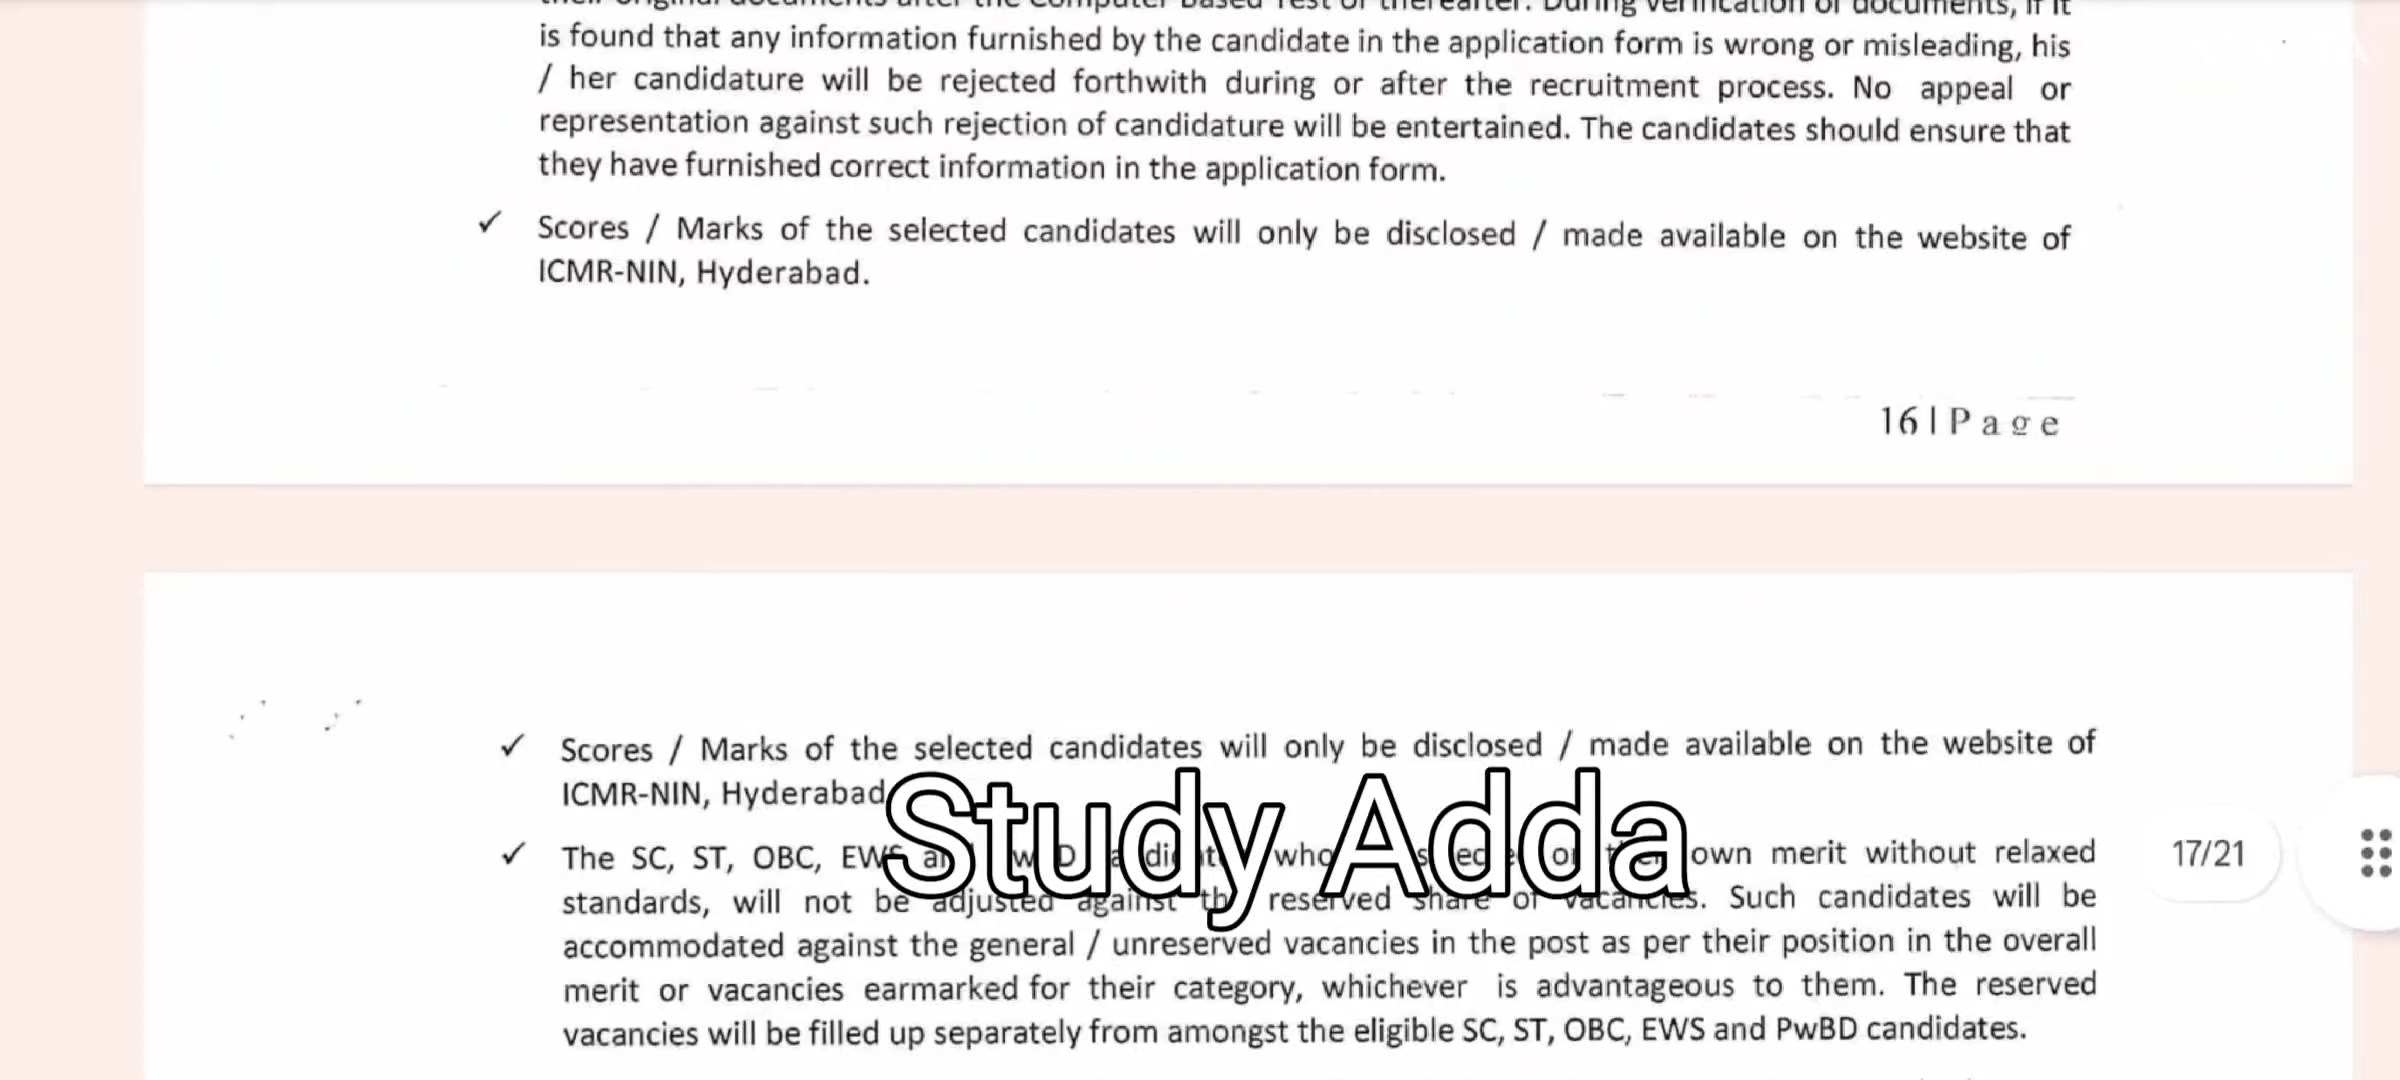 is found that any information furnished by the candidate in the application form is wrong or misleading, his
/ her candidature will be rejected forthwith during or after the recruitment process. No appeal or
representation against such rejection of candidature will be entertained. The candidates should ensure that
they have furnished correct information in the application form.
✓ Scores / Marks of the selected candidates will only be disclosed / made available on the website of
ICMR-NIN, Hyderabad.
16 | P a g e
✓ Scores / Marks of the selected candidates will only be disclosed / made available on the website of
ICMR-NIN, Hyderabad
Study Adda
✓ The SC, ST, OBC, EWS who own merit without relaxed
17/21
standards, will not be adjusted against reserved share of vacancies. Such candidates will be
accommodated against the general / unreserved vacancies in the post as per their position in the overall
merit or vacancies earmarked for their category, whichever is advantageous to them. The reserved
vacancies will be filled up separately from amongst the eligible SC, ST, OBC, EWS and PwBD candidates.